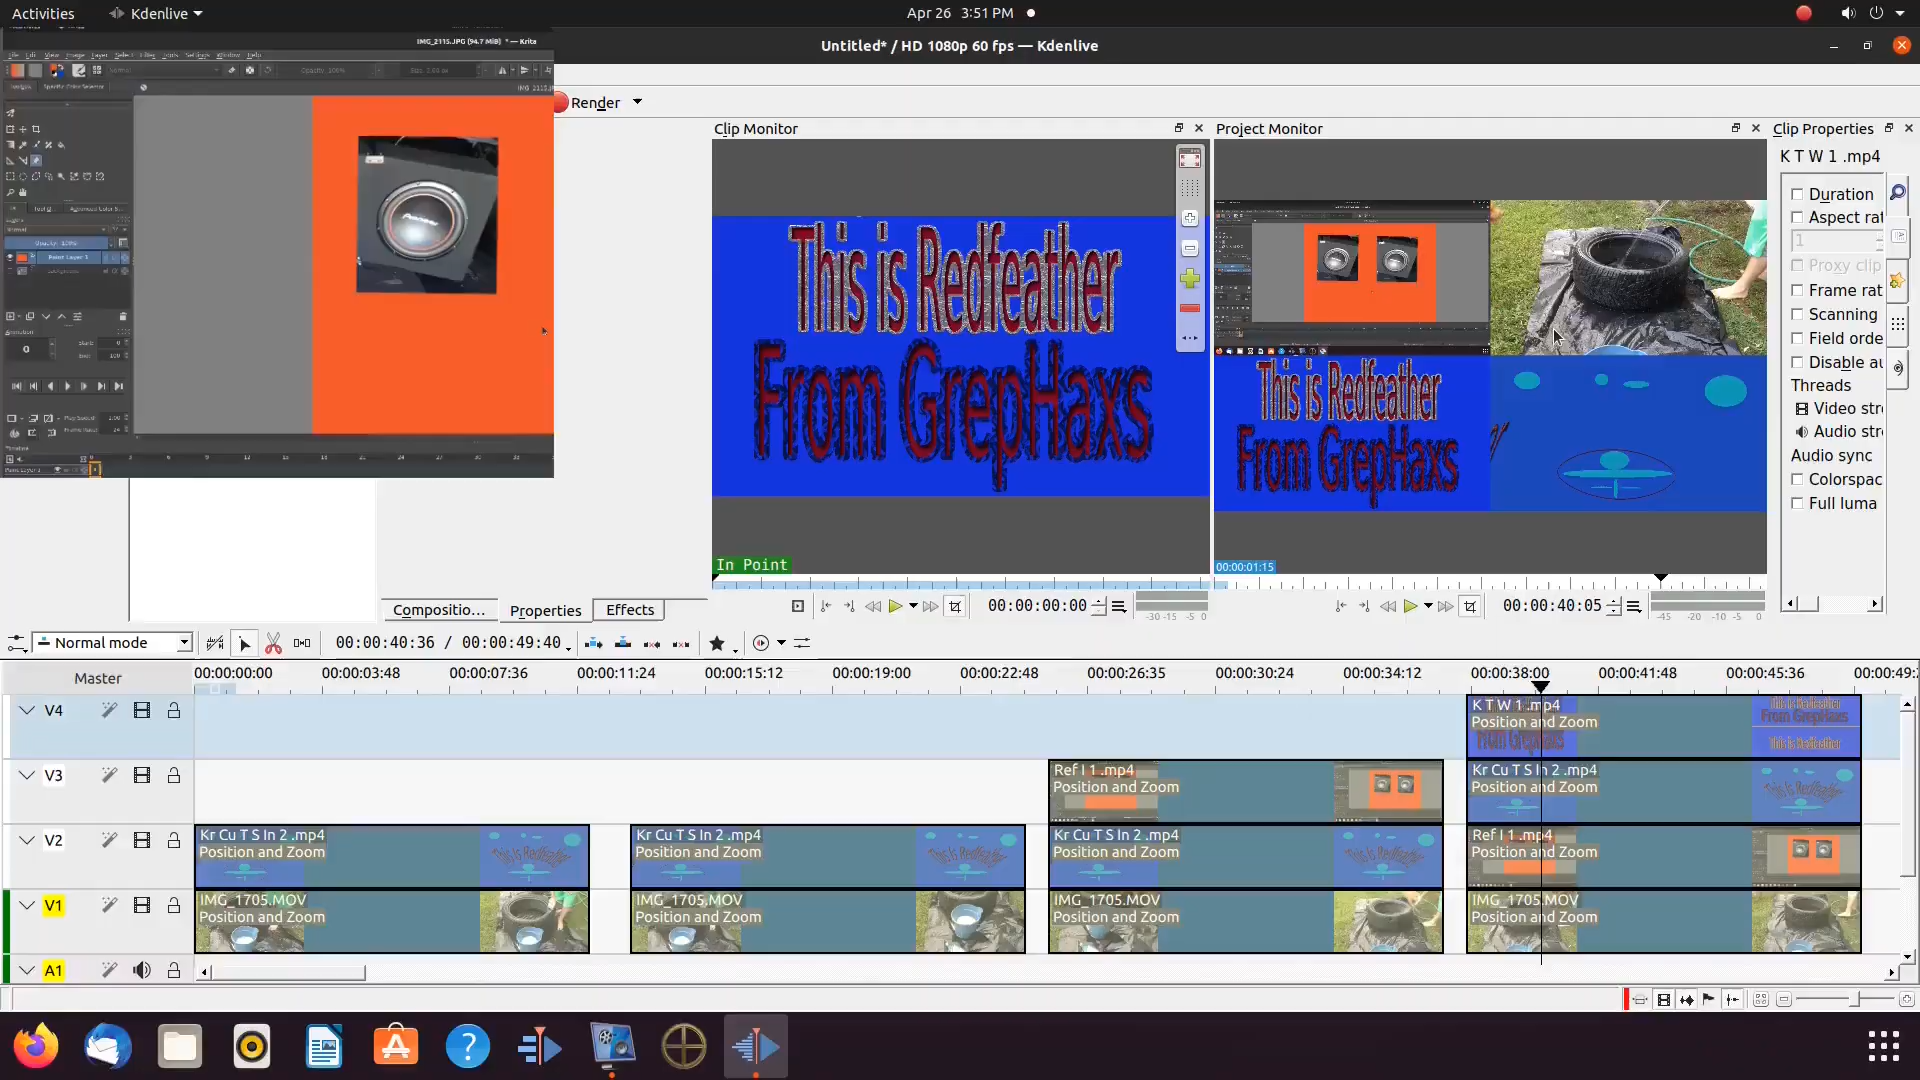 Activities
Kdenlive
Apr 26 3:51 PM
Untitled* / HD 1080p 60 fps — Kdenlive
IMG_2115.JPG (94.7 MiB) * — Krita
Render
Clip Monitor
Project Monitor
Clip Properties
K T W 1 .mp4
Duration
Aspect rat
1
Proxy clip
Frame rat
Scanning
Field orde
Disable au
Threads
Video stre
Audio stre
Audio sync
Colorspac
Full luma
This is Redfeather
From GrepHaxs
This is Redfeather
From GrepHaxs
In Point
00:00:01:15
Compositio...
Properties
Effects
00:00:00:00
-30 -15 -5 0
00:00:40:05
-45 -20 -10 -5 0
Normal mode
00:00:40:36 / 00:00:49:40
Master
00:00:00:00
00:00:03:48
00:00:07:36
00:00:11:24
00:00:15:12
00:00:19:00
00:00:22:48
00:00:26:35
00:00:30:24
00:00:34:12
00:00:38:00
00:00:41:48
00:00:45:36
00:00:49:
V4
K T W 1 .mp4
Position and Zoom
V3
Ref I 1 .mp4
Position and Zoom
Kr Cu T S In 2 .mp4
Position and Zoom
V2
Kr Cu T S In 2 .mp4
Position and Zoom
Kr Cu T S In 2 .mp4
Position and Zoom
Kr Cu T S In 2 .mp4
Position and Zoom
Ref I 1 .mp4
Position and Zoom
V1
IMG_1705.MOV
Position and Zoom
IMG_1705.MOV
Position and Zoom
IMG_1705.MOV
Position and Zoom
IMG_1705.MOV
Position and Zoom
A1